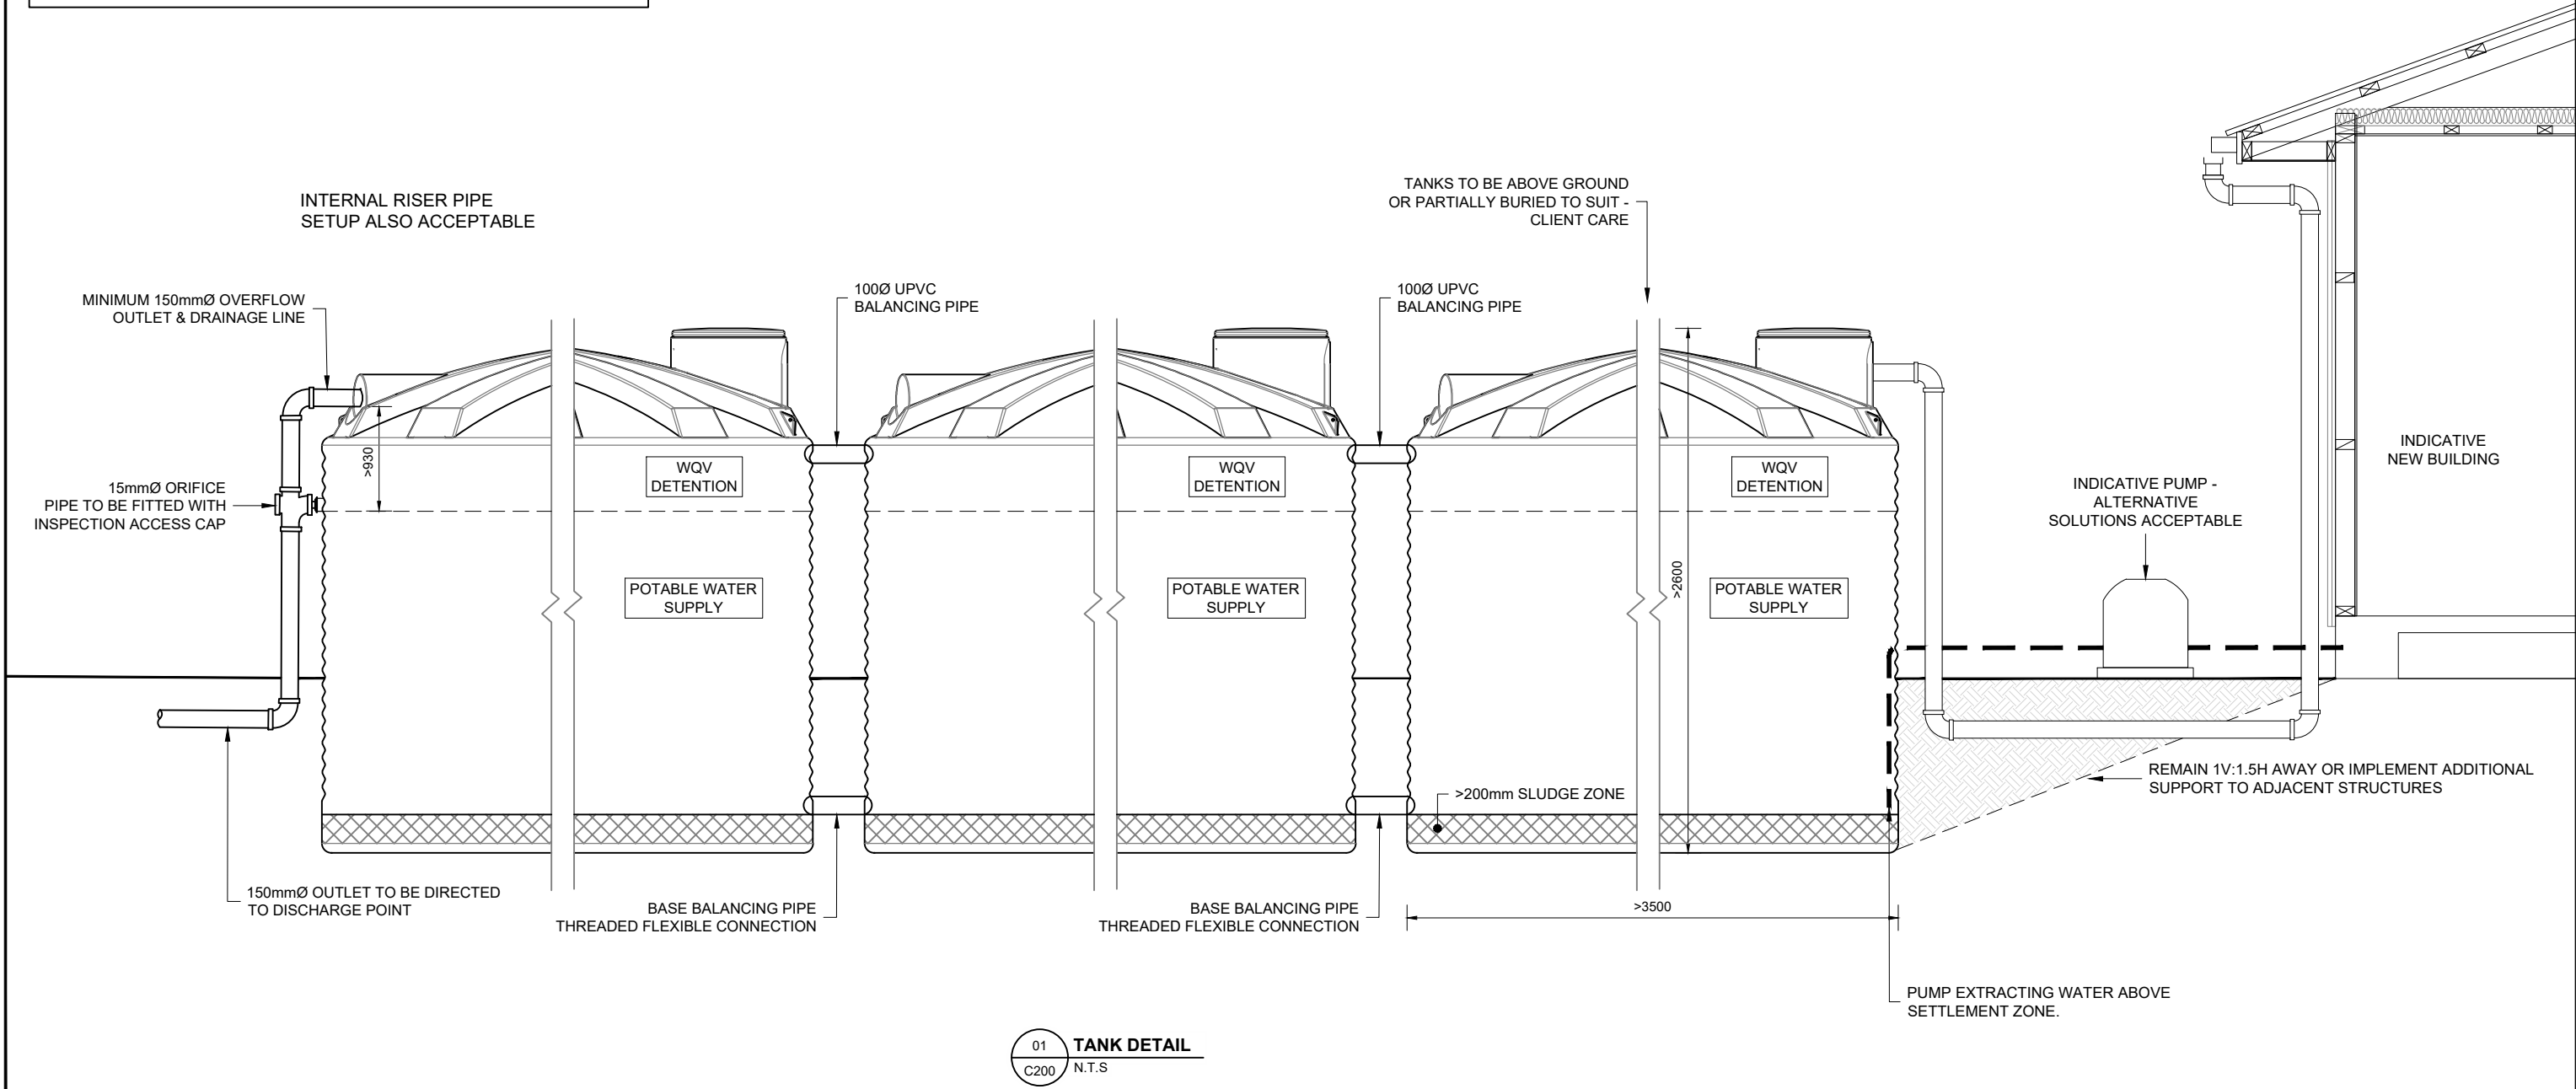 INTERNAL RISER PIPE
SETUP ALSO ACCEPTABLE
TANKS TO BE ABOVE GROUND
OR PARTIALLY BURIED TO SUIT -
CLIENT CARE
MINIMUM 150mmØ OVERFLOW
OUTLET & DRAINAGE LINE
100Ø UPVC
BALANCING PIPE
100Ø UPVC
BALANCING PIPE
>930
15mmØ ORIFICE
PIPE TO BE FITTED WITH
INSPECTION ACCESS CAP
WQV
DETENTION
WQV
DETENTION
WQV
DETENTION
INDICATIVE
NEW BUILDING
INDICATIVE PUMP -
ALTERNATIVE
SOLUTIONS ACCEPTABLE
POTABLE WATER
SUPPLY
POTABLE WATER
SUPPLY
>2600
POTABLE WATER
SUPPLY
REMAIN 1V:1.5H AWAY OR IMPLEMENT ADDITIONAL
SUPPORT TO ADJACENT STRUCTURES
>200mm SLUDGE ZONE
150mmØ OUTLET TO BE DIRECTED
TO DISCHARGE POINT
BASE BALANCING PIPE
THREADED FLEXIBLE CONNECTION
BASE BALANCING PIPE
THREADED FLEXIBLE CONNECTION
>3500
PUMP EXTRACTING WATER ABOVE
SETTLEMENT ZONE.
01
C200
TANK DETAIL
N.T.S